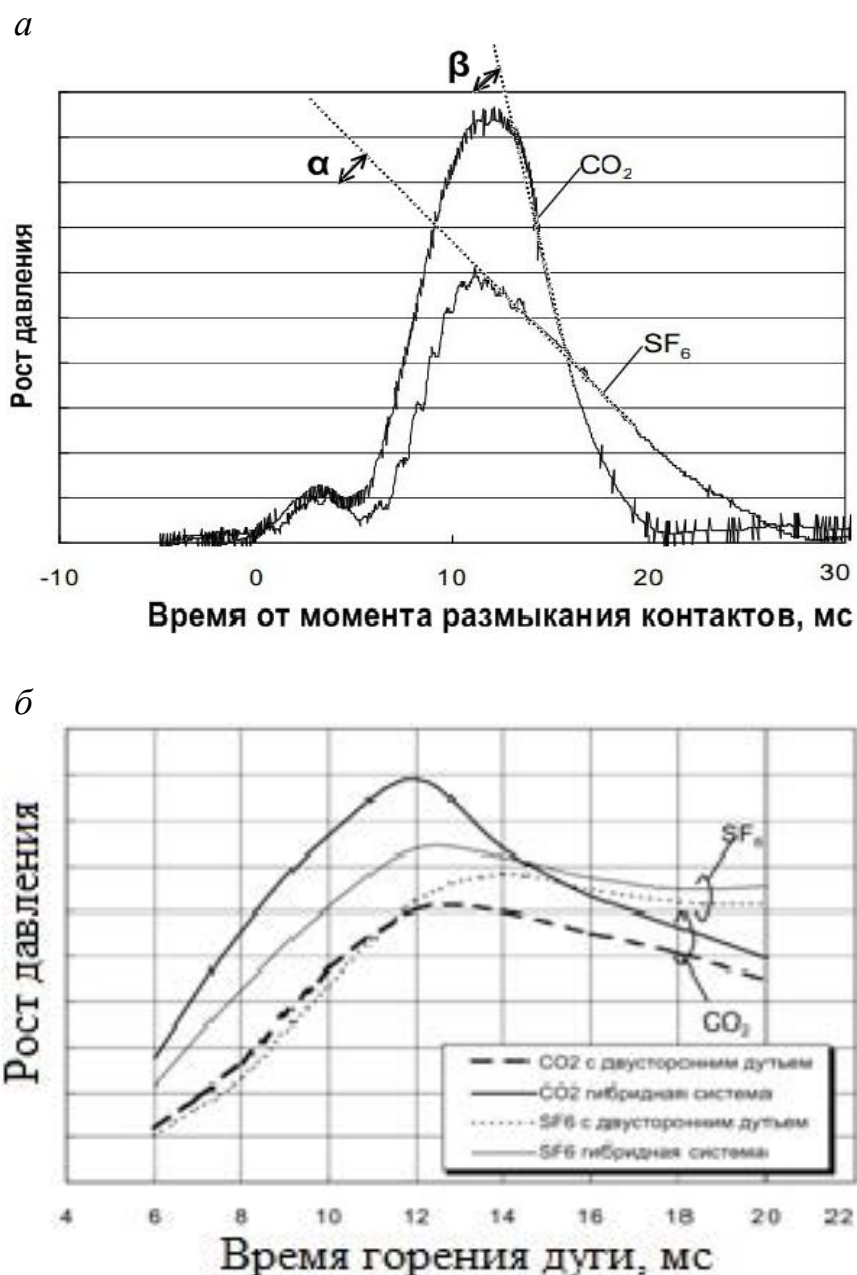 а
β
α
CO2
SF6
Рост давления
-10 0 10 20 30
Время от момента размыкания контактов, мс
б
SF6
CO2
Рост давления
CO2 с двусторонним дутьем
CO2 гибридная система
SF6 с двусторонним дутьем
SF6 гибридная система
4 6 8 10 12 14 16 18 20 22
Время горения дуги, мс